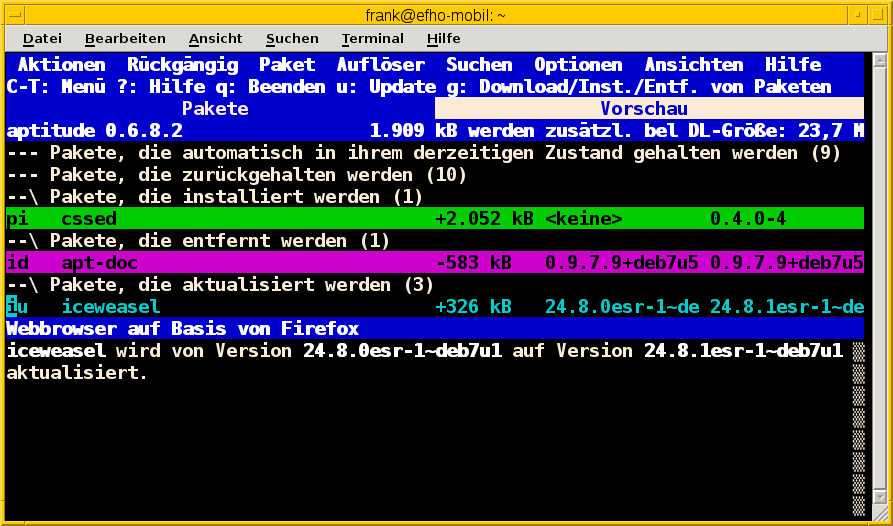 frank@efho-mobil: ~
Datei Bearbeiten Ansicht Suchen Terminal Hilfe
Aktionen Rückgängig Paket Auflöser Suchen Optionen Ansichten Hilfe
C-T: Menü ?: Hilfe q: Beenden u: Update g: Download/Inst./Entf. von Paketen
Pakete Vorschau
aptitude 0.6.8.2 1.909 kB werden zusätzl. bel DL-Größe: 23,7 M
--- Pakete, die automatisch in ihrem derzeitigen Zustand gehalten werden (9)
--- Pakete, die zurückgehalten werden (10)
--\ Pakete, die installiert werden (1)
pi cssed +2.052 kB <keine> 0.4.0-4
--\ Pakete, die entfernt werden (1)
id apt-doc -583 kB 0.9.7.9+deb7u5 0.9.7.9+deb7u5
--\ Pakete, die aktualisiert werden (3)
iu iceweasel +326 kB 24.8.0esr-1~de 24.8.1esr-1~de
Webbrowser auf Basis von Firefox
iceweasel wird von Version 24.8.0esr-1~deb7u1 auf Version 24.8.1esr-1~deb7u1
aktualisiert.